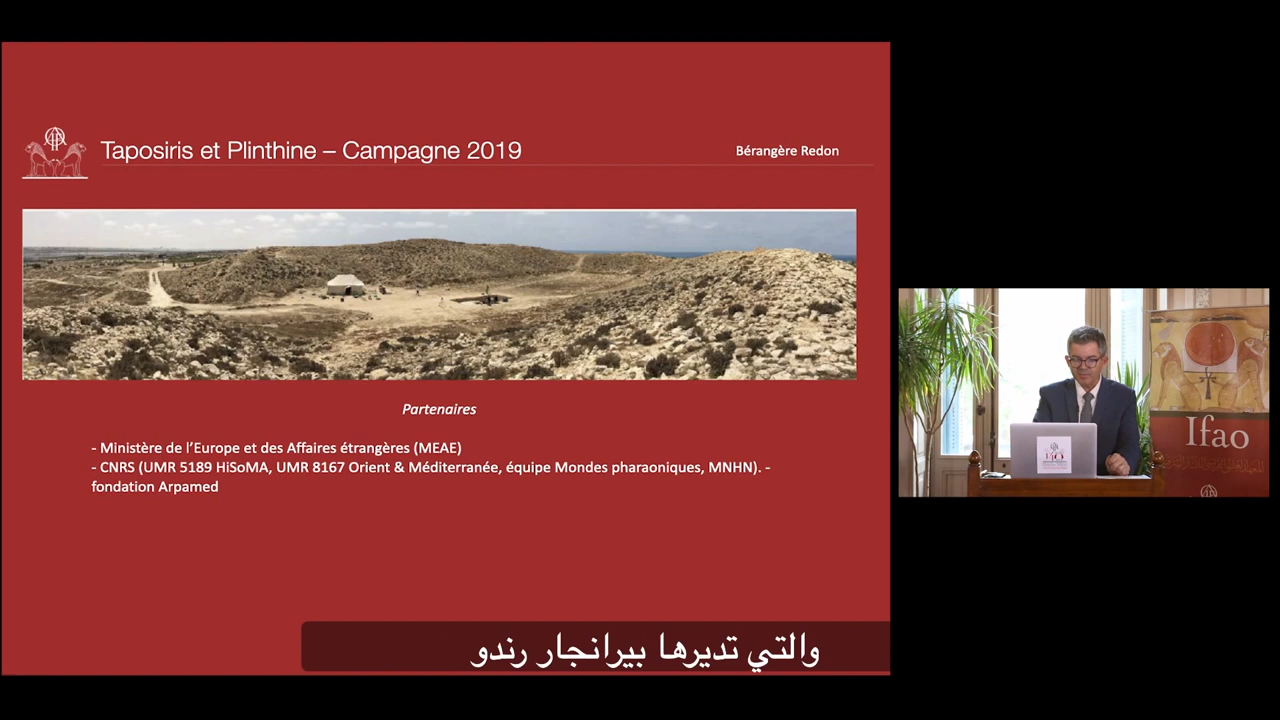 Taposiris et Plinthine – Campagne 2019
Bérangère Redon
Partenaires
- Ministère de l’Europe et des Affaires étrangères (MEAE)
- CNRS (UMR 5189 HiSoMA, UMR 8167 Orient & Méditerranée, équipe Mondes pharaoniques, MNHN). -
fondation Arpamed
Ifao
والتي تديرها بيرانجار رندو